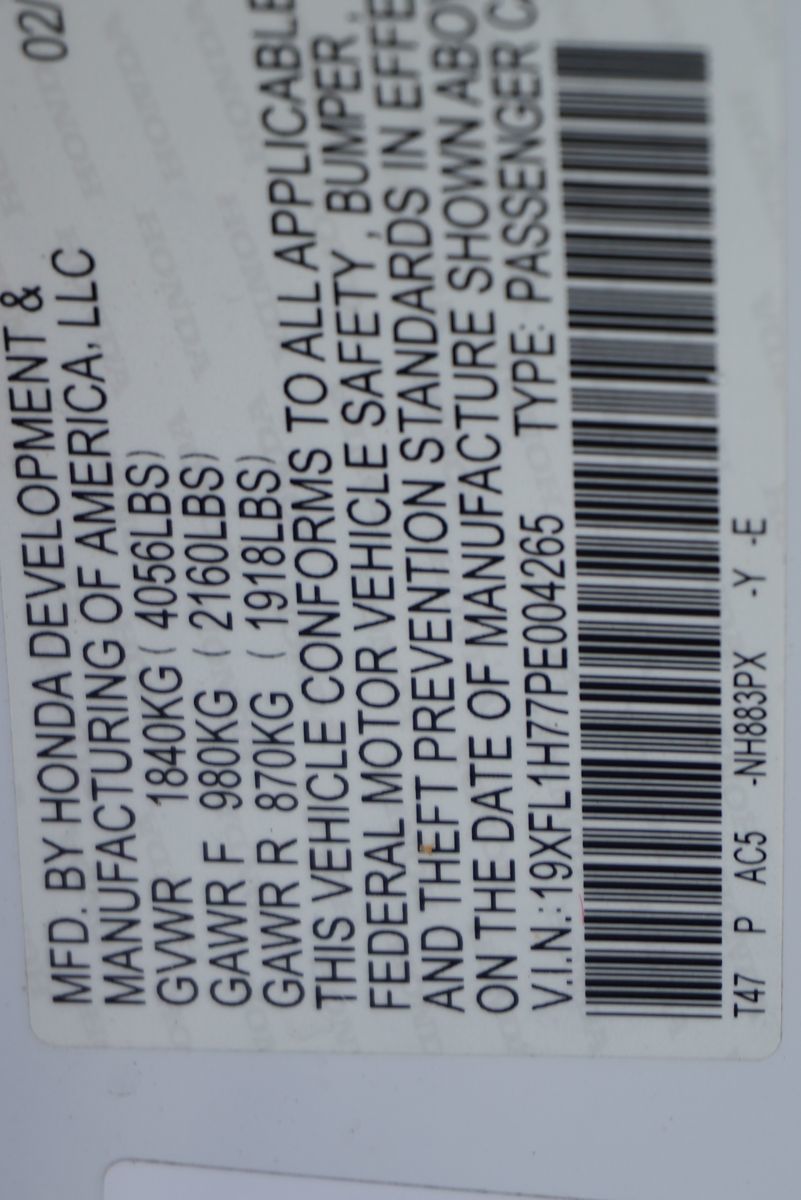 MFD. BY HONDA DEVELOPMENT & 02/
MANUFACTURING OF AMERICA, LLC
GVWR 1840KG ( 4056LBS)
GAWR F 980KG ( 2160LBS)
GAWR R 870KG ( 1918LBS)
THIS VEHICLE CONFORMS TO ALL APPLICABLE
FEDERAL MOTOR VEHICLE SAFETY , BUMPER ,
AND THEFT PREVENTION STANDARDS IN EFFE
ON THE DATE OF MANUFACTURE SHOWN ABO
V.I.N.: 19XFL1H77PE004265 TYPE: PASSENGER C
T47 P AC5 -NH883PX -Y -E